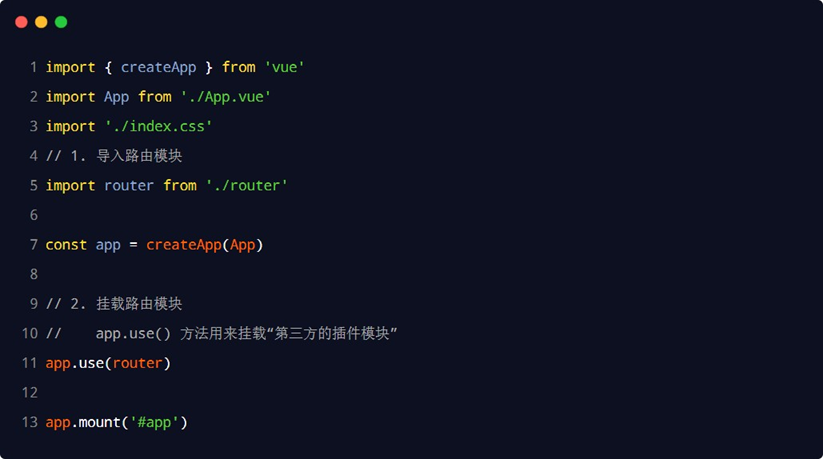 1 import { createApp } from 'vue'
2 import App from './App.vue'
3 import './index.css'
4 // 1. 导入路由模块
5 import router from './router'
6
7 const app = createApp(App)
8
9 // 2. 挂载路由模块
10 //    app.use() 方法用来挂载“第三方的插件模块”
11 app.use(router)
12
13 app.mount('#app')